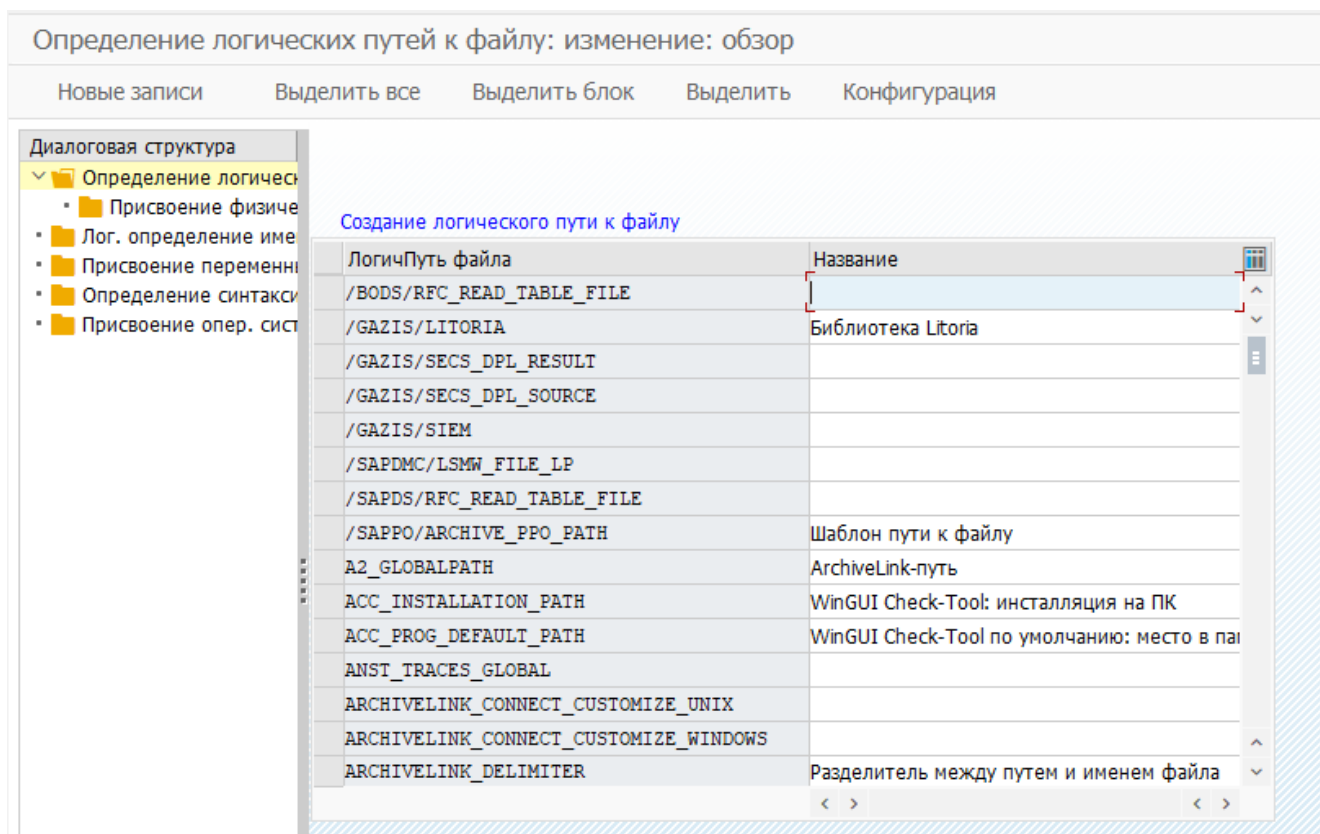 Определение логических путей к файлу: изменение: обзор
Новые записи Выделить все Выделить блок Выделить Конфигурация
Диалоговая структура
Определение логическ
Присвоение физиче
Лог. определение име
Присвоение переменн
Определение синтакси
Присвоение опер. сист
Создание логического пути к файлу
ЛогичПуть файла Название
/BODS/RFC_READ_TABLE_FILE
/GAZIS/LITORIA Библиотека Litoria
/GAZIS/SECS_DPL_RESULT
/GAZIS/SECS_DPL_SOURCE
/GAZIS/SIEM
/SAPDMC/LSMW_FILE_LP
/SAPDS/RFC_READ_TABLE_FILE
/SAPPO/ARCHIVE_PPO_PATH Шаблон пути к файлу
A2_GLOBALPATH ArchiveLink-путь
ACC_INSTALLATION_PATH WinGUI Check-Tool: инсталляция на ПК
ACC_PROG_DEFAULT_PATH WinGUI Check-Tool по умолчанию: место в па
ANST_TRACES_GLOBAL
ARCHIVELINK_CONNECT_CUSTOMIZE_UNIX
ARCHIVELINK_CONNECT_CUSTOMIZE_WINDOWS
ARCHIVELINK_DELIMITER Разделитель между путем и именем файла